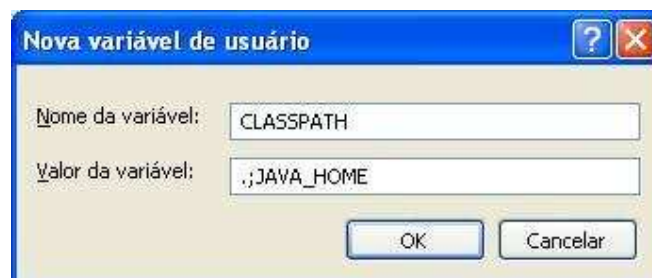 Nova variável de usuário
Nome da variável: CLASSPATH
Valor da variável: .;JAVA_HOME
OK Cancelar